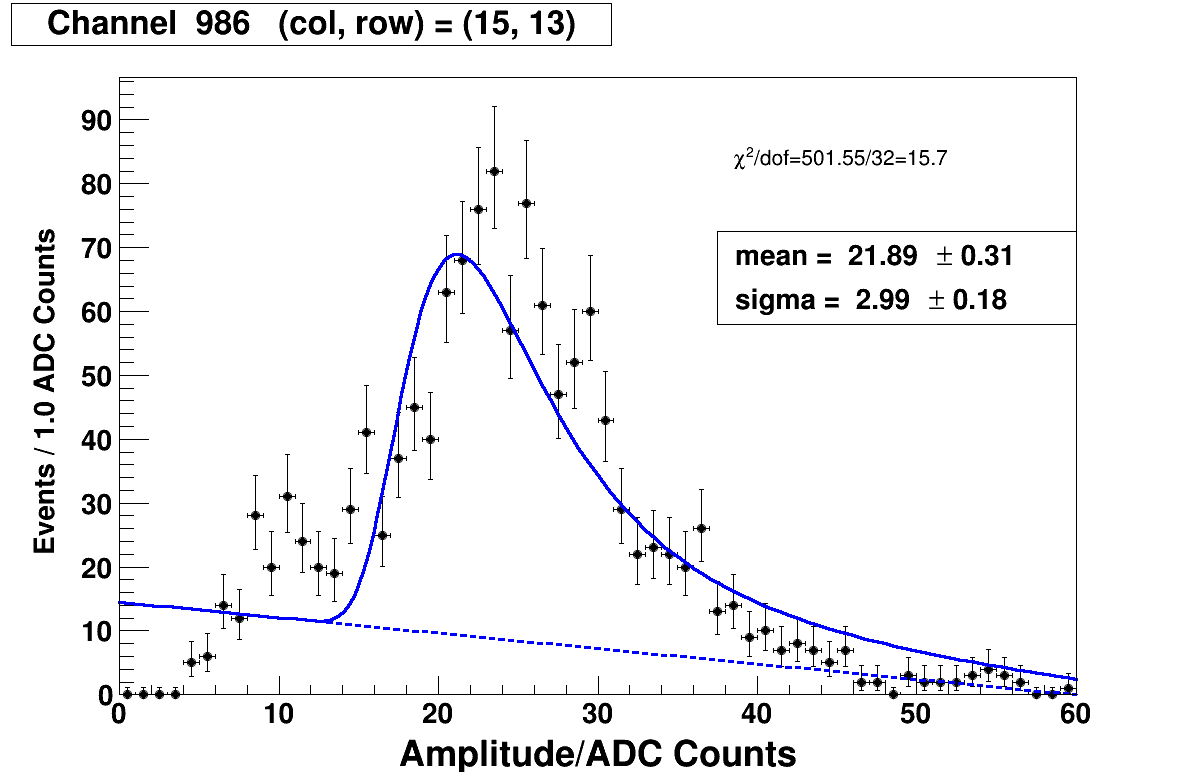 Channel 986 (col, row) = (15, 13)
χ²/dof=501.55/32=15.7
mean = 21.89 ± 0.31
sigma = 2.99 ± 0.18
Events / 1.0 ADC Counts
90
80
70
60
50
40
30
20
10
0
0 10 20 30 40 50 60
Amplitude/ADC Counts